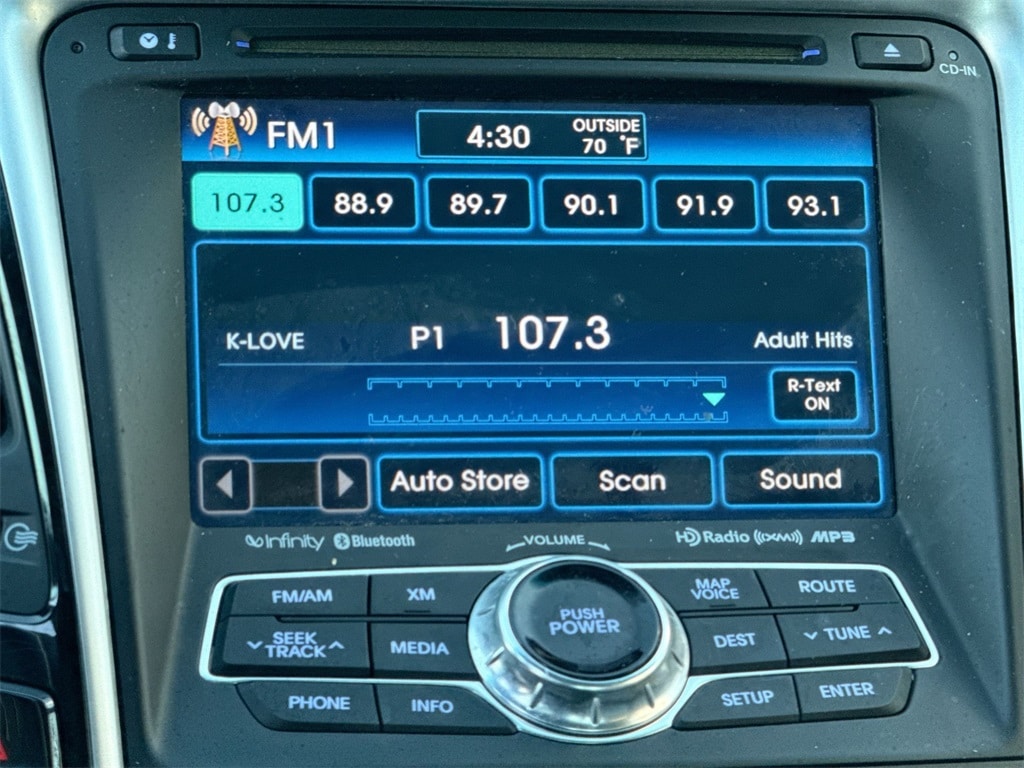 CD-IN
FM1
4:30
OUTSIDE
70 °F
107.3 88.9 89.7 90.1 91.9 93.1
K-LOVE P1 107.3 Adult Hits
R-Text
ON
Auto Store Scan Sound
Infinity Bluetooth VOLUME HD Radio ((XM)) MP3
FM/AM XM
MAP
VOICE
ROUTE
SEEK
TRACK
MEDIA
PUSH
POWER
DEST TUNE
PHONE INFO SETUP ENTER